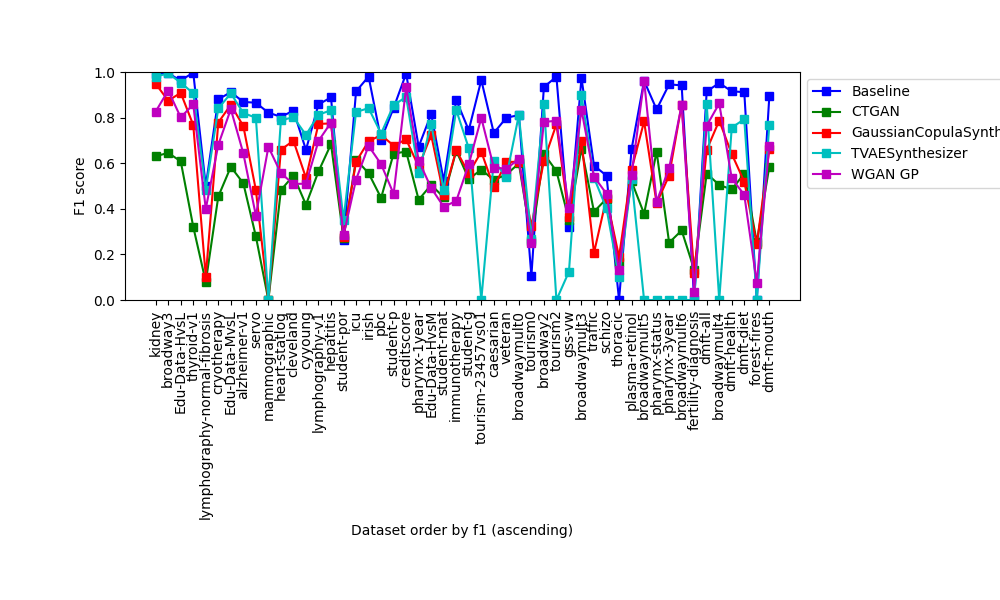 1.0
0.8
0.6
0.4
0.2
0.0
F1 score
Baseline
CTGAN
GaussianCopulaSynth
TVAESynthesizer
WGAN GP
kidney
broadway3
Edu-Data-HvsL
thyroid-v1
lymphography-normal-fibrosis
cryotherapy
Edu-Data-MvsL
alzheimer-v1
servo
mammographic
heart-statlog
cleveland
cryoung
lymphography-v1
hepatitis
student-por
icu
irish
pbc
student-p
creditscore
pharynx-1year
Edu-Data-HvsM
student-mat
immunotherapy
student-g
tourism-23457vs01
caesarian
veteran
broadwaymult0
tourism0
broadway2
tourism2
gss-vw
broadwaymult3
traffic
schizo
thoracic
plasma-retinol
broadwaymult5
pharynx-status
pharynx-3year
broadwaymult6
fertility-diagnosis
dmft-all
broadwaymult4
dmft-health
dmft-diet
forest-fires
dmft-mouth
Dataset order by f1 (ascending)